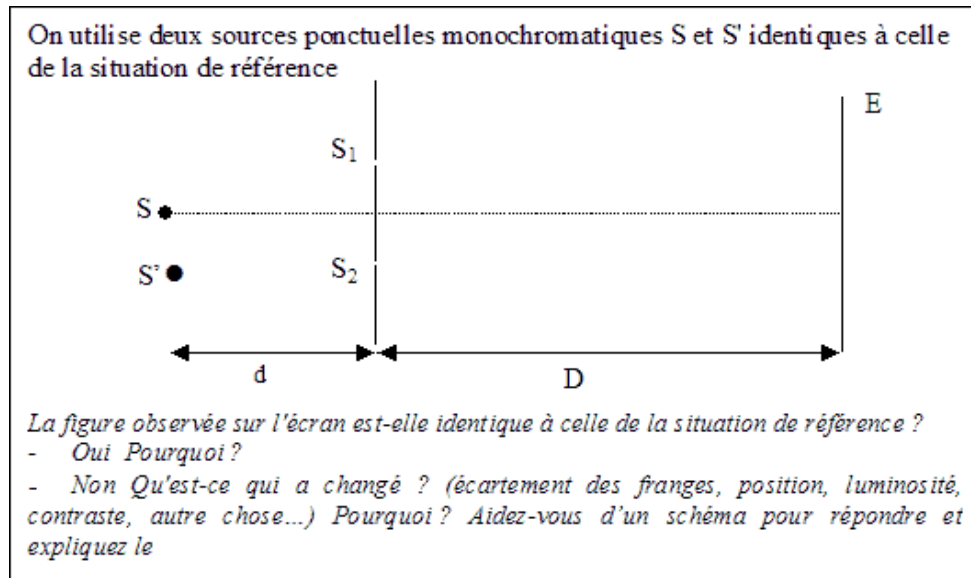 On utilise deux sources ponctuelles monochromatiques S et S' identiques à celle
de la situation de référence
E
S₁
S
S'
S₂
d
D
La figure observée sur l'écran est-elle identique à celle de la situation de référence ?
- Oui Pourquoi ?
- Non Qu'est-ce qui a changé ? (écartement des franges, position, luminosité,
contraste, autre chose...) Pourquoi ? Aidez-vous d’un schéma pour répondre et
expliquez le